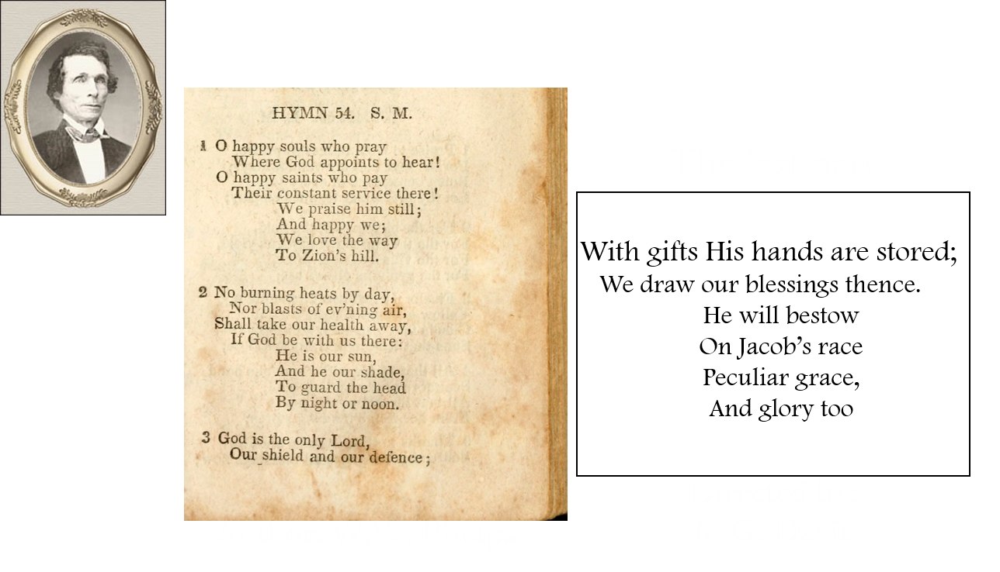 HYMN 54. S. M.
1 O happy souls who pray
Where God appoints to hear!
O happy saints who pay
Their constant service there!
We praise him still;
And happy we;
We love the way
To Zion's hill.
2 No burning heats by day,
Nor blasts of ev'ning air,
Shall take our health away,
If God be with us there:
He is our sun,
And he our shade,
To guard the head
By night or noon.
3 God is the only Lord,
Our shield and our defence;
With gifts His hands are stored;
We draw our blessings thence.
He will bestow
On Jacob’s race
Peculiar grace,
And glory too